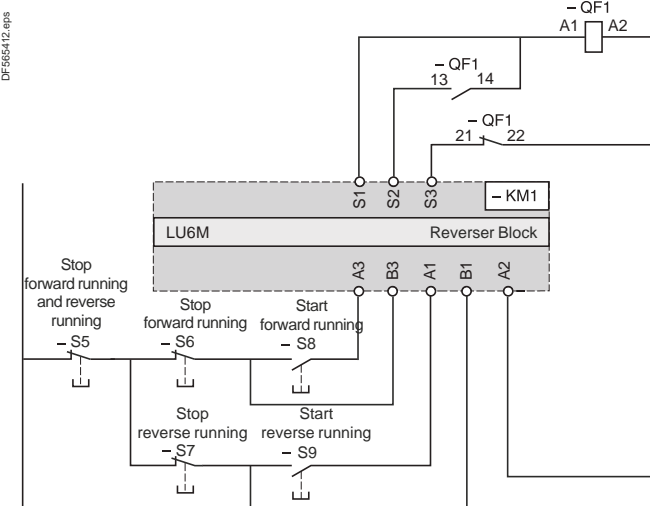 DF565412.eps
– QF1
A1 A2
– QF1
13 14
– QF1
21 22
S1 S2 S3
– KM1
LU6M Reverser Block
A3 B3 A1 B1 A2
Stop
forward running
and reverse
running
– S5
Stop
forward running
– S6
Start
forward running
– S8
Stop
reverse running
– S7
Start
reverse running
– S9